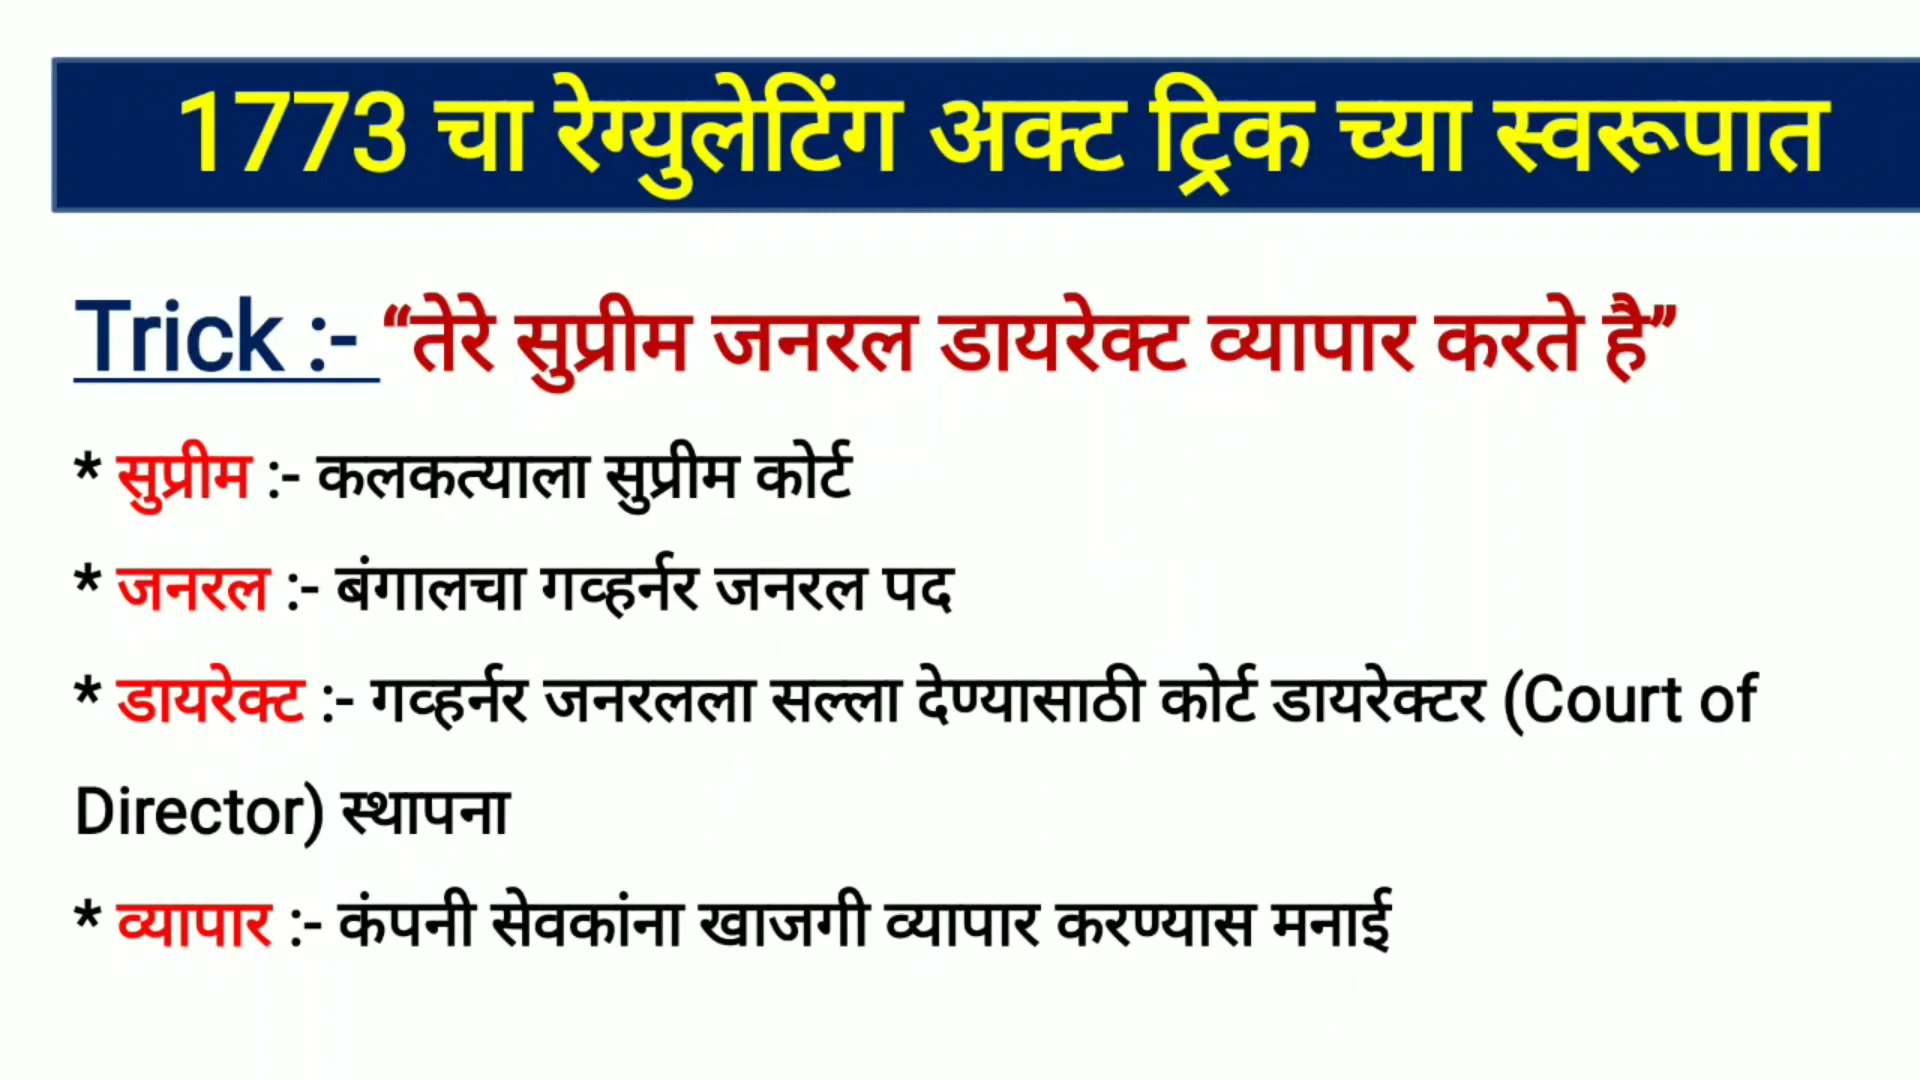 1773 चा रेग्युलेटिंग अक्ट ट्रिक च्या स्वरूपात
Trick :- “तेरे सुप्रीम जनरल डायरेक्ट व्यापार करते है”
* सुप्रीम :- कलकत्याला सुप्रीम कोर्ट
* जनरल :- बंगालचा गव्हर्नर जनरल पद
* डायरेक्ट :- गव्हर्नर जनरलला सल्ला देण्यासाठी कोर्ट डायरेक्टर (Court of
Director) स्थापना
* व्यापार :- कंपनी सेवकांना खाजगी व्यापार करण्यास मनाई